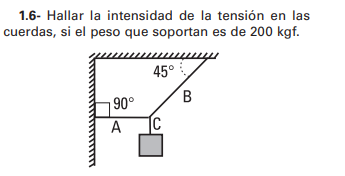 1.6- Hallar la intensidad de la tensión en las
cuerdas, si el peso que soportan es de 200 kgf.
45°
90°
B
A
C